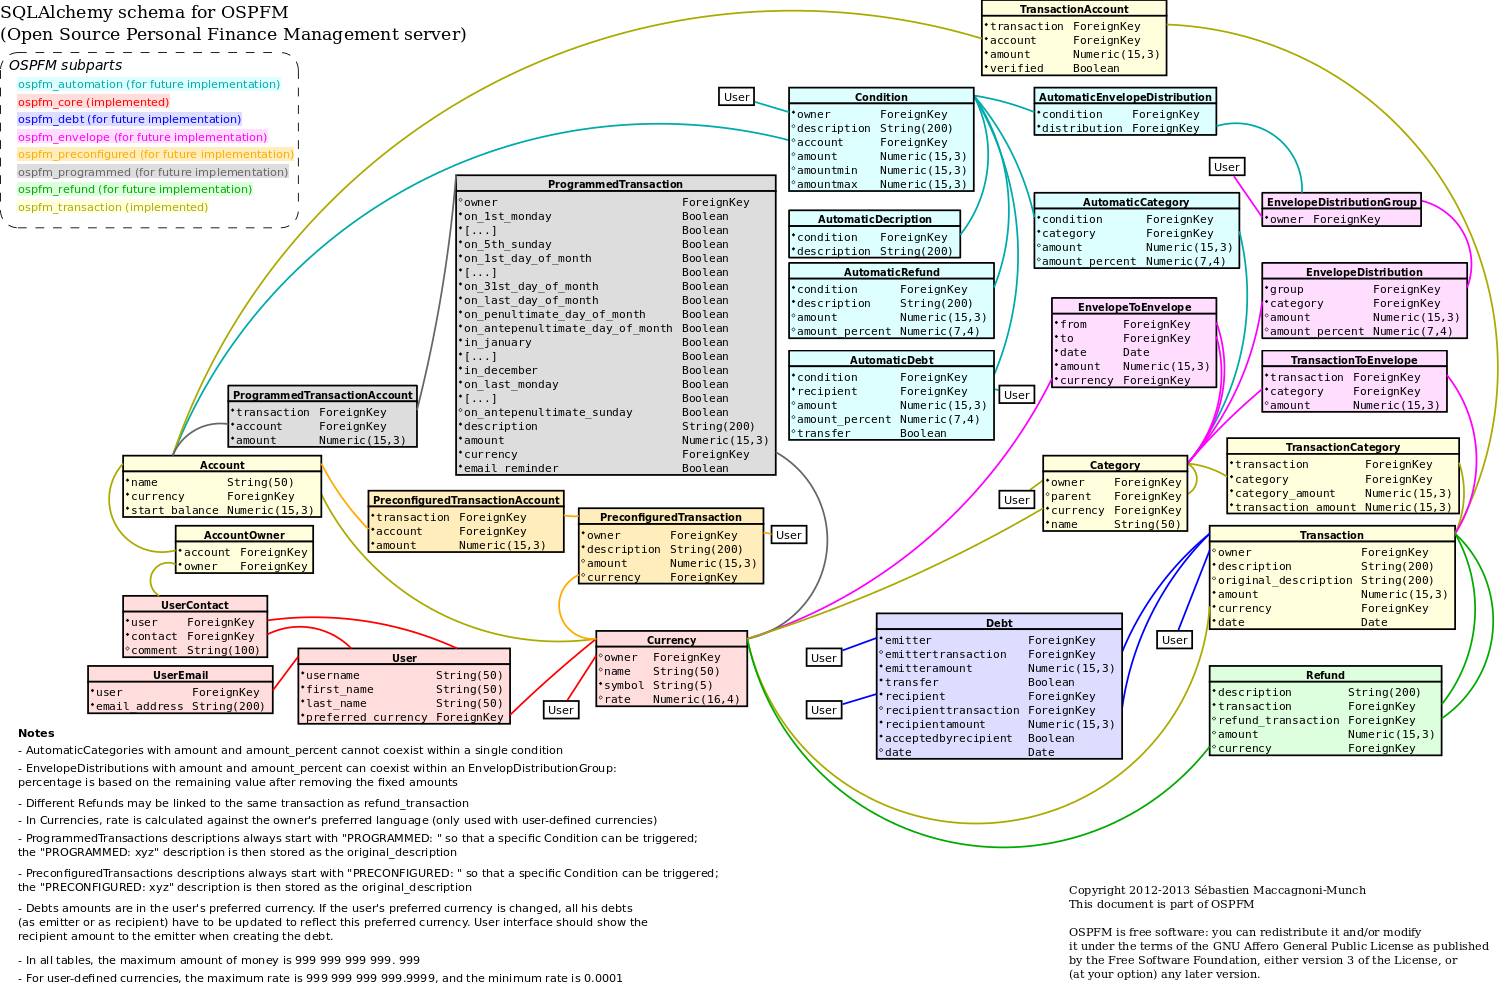 SQLAlchemy schema for OSPFM
(Open Source Personal Finance Management server)
OSPFM subparts
ospfm_automation (for future implementation)
ospfm_core (implemented)
ospfm_debt (for future implementation)
ospfm_envelope (for future implementation)
ospfm_preconfigured (for future implementation)
ospfm_programmed (for future implementation)
ospfm_refund (for future implementation)
ospfm_transaction (implemented)
TransactionAccount
transaction ForeignKey
account ForeignKey
amount Numeric(15,3)
verified Boolean
User
Condition
owner ForeignKey
description String(200)
account ForeignKey
amount Numeric(15,3)
amountmin Numeric(15,3)
amountmax Numeric(15,3)
AutomaticEnvelopeDistribution
condition ForeignKey
distribution ForeignKey
User
EnvelopeDistributionGroup
owner ForeignKey
ProgrammedTransaction
owner ForeignKey
on_1st_monday Boolean
[...] Boolean
on_5th_sunday Boolean
on_1st_day_of_month Boolean
[...] Boolean
on_31st_day_of_month Boolean
on_last_day_of_month Boolean
on_penultimate_day_of_month Boolean
on_antepenultimate_day_of_month Boolean
in_january Boolean
[...] Boolean
in_december Boolean
on_last_monday Boolean
[...] Boolean
on_antepenultimate_sunday Boolean
description String(200)
amount Numeric(15,3)
currency ForeignKey
email_reminder Boolean
AutomaticDecription
condition ForeignKey
description String(200)
AutomaticCategory
condition ForeignKey
category ForeignKey
amount Numeric(15,3)
amount_percent Numeric(7,4)
AutomaticRefund
condition ForeignKey
description String(200)
amount Numeric(15,3)
amount_percent Numeric(7,4)
EnvelopeDistribution
group ForeignKey
category ForeignKey
amount Numeric(15,3)
amount_percent Numeric(7,4)
EnvelopeToEnvelope
from ForeignKey
to ForeignKey
date Date
amount Numeric(15,3)
currency ForeignKey
AutomaticDebt
condition ForeignKey
recipient ForeignKey
amount Numeric(15,3)
amount_percent Numeric(7,4)
transfer Boolean
User
TransactionToEnvelope
transaction ForeignKey
category ForeignKey
amount Numeric(15,3)
ProgrammedTransactionAccount
transaction ForeignKey
account ForeignKey
amount Numeric(15,3)
TransactionCategory
transaction ForeignKey
category ForeignKey
category_amount Numeric(15,3)
transaction_amount Numeric(15,3)
Account
name String(50)
currency ForeignKey
start_balance Numeric(15,3)
Category
owner ForeignKey
parent ForeignKey
currency ForeignKey
name String(50)
User
PreconfiguredTransactionAccount
transaction ForeignKey
account ForeignKey
amount Numeric(15,3)
PreconfiguredTransaction
owner ForeignKey
description String(200)
amount Numeric(15,3)
currency ForeignKey
User
AccountOwner
account ForeignKey
owner ForeignKey
Transaction
owner ForeignKey
description String(200)
original_description String(200)
amount Numeric(15,3)
currency ForeignKey
date Date
UserContact
user ForeignKey
contact ForeignKey
comment String(100)
Debt
emitter ForeignKey
emittertransaction ForeignKey
emitteramount Numeric(15,3)
transfer Boolean
recipient ForeignKey
recipienttransaction ForeignKey
recipientamount Numeric(15,3)
acceptedbyrecipient Boolean
date Date
User
User
User
Currency
owner ForeignKey
name String(50)
symbol String(5)
rate Numeric(16,4)
User
User
username String(50)
first_name String(50)
last_name String(50)
preferred_currency ForeignKey
UserEmail
user ForeignKey
email_address String(200)
Refund
description String(200)
transaction ForeignKey
refund_transaction ForeignKey
amount Numeric(15,3)
currency ForeignKey
Notes
- AutomaticCategories with amount and amount_percent cannot coexist within a single condition
- EnvelopeDistributions with amount and amount_percent can coexist within an EnvelopDistributionGroup:
percentage is based on the remaining value after removing the fixed amounts
- Different Refunds may be linked to the same transaction as refund_transaction
- In Currencies, rate is calculated against the owner's preferred language (only used with user-defined currencies)
- ProgrammedTransactions descriptions always start with "PROGRAMMED: " so that a specific Condition can be triggered;
the "PROGRAMMED: xyz" description is then stored as the original_description
- PreconfiguredTransactions descriptions always start with "PRECONFIGURED: " so that a specific Condition can be triggered;
the "PRECONFIGURED: xyz" description is then stored as the original_description
- Debts amounts are in the user's preferred currency. If the user's preferred currency is changed, all his debts
(as emitter or as recipient) have to be updated to reflect this preferred currency. User interface should show the
recipient amount to the emitter when creating the debt.
- In all tables, the maximum amount of money is 999 999 999 999. 999
- For user-defined currencies, the maximum rate is 999 999 999 999.9999, and the minimum rate is 0.0001
Copyright 2012-2013 Sébastien Maccagnoni-Munch
This document is part of OSPFM
OSPFM is free software: you can redistribute it and/or modify
it under the terms of the GNU Affero General Public License as published
by the Free Software Foundation, either version 3 of the License, or
(at your option) any later version.